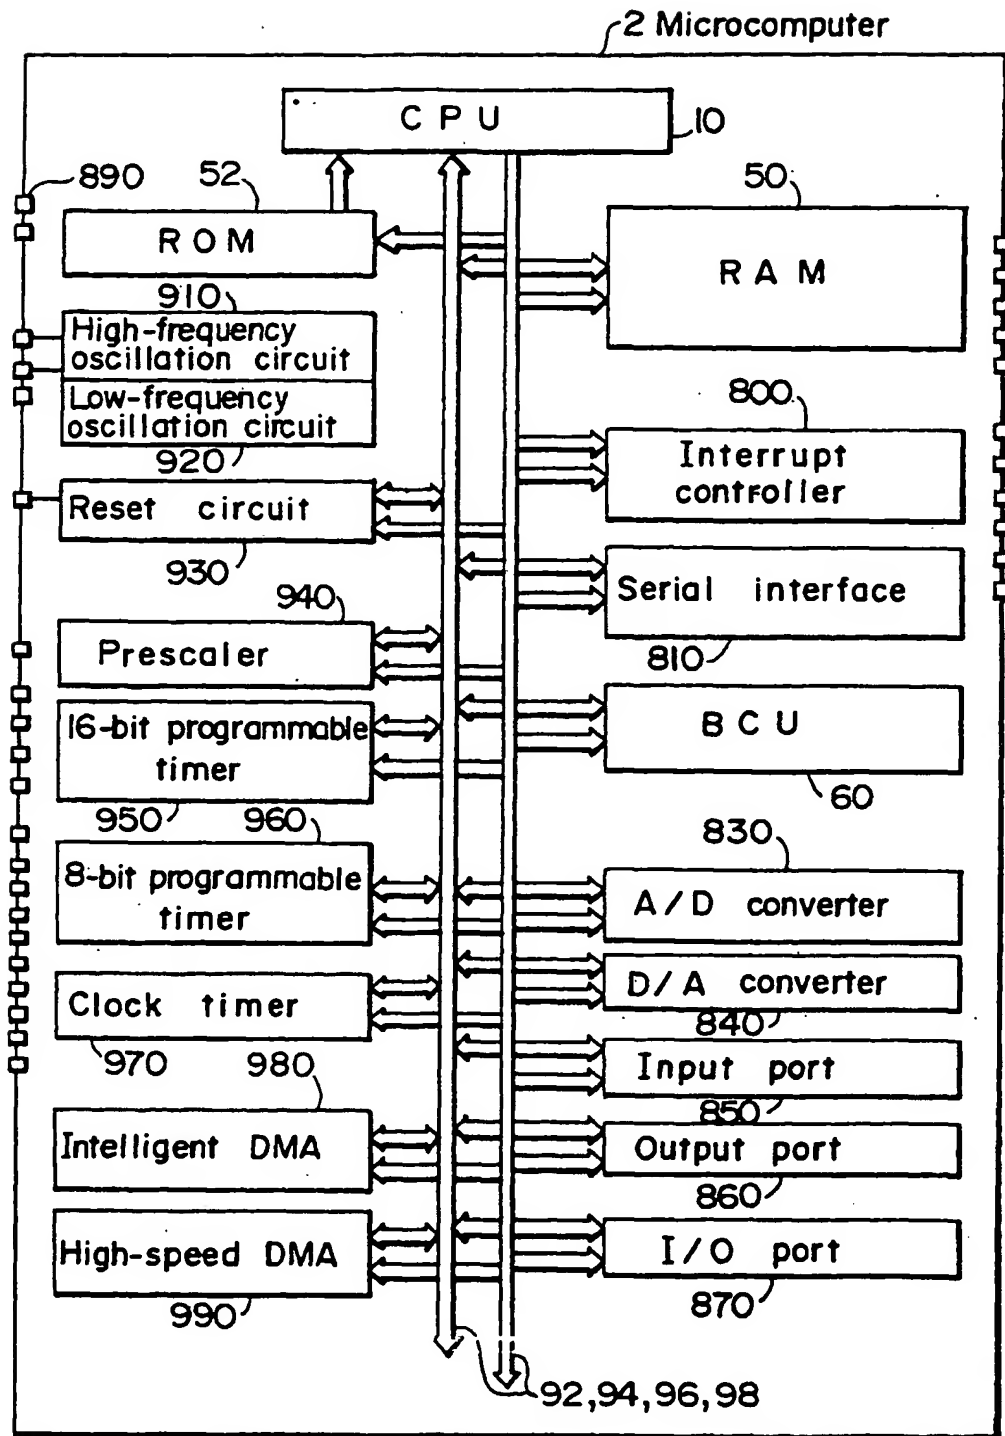 2 Microcomputer
CPU
10
890
52
50
ROM
RAM
910
High-frequency
oscillation circuit
Low-frequency
oscillation circuit
920
800
Interrupt
controller
Reset circuit
930
Serial interface
810
940
Prescaler
16-bit programmable
timer
950
BCU
60
960
8-bit programmable
timer
830
A/D converter
D/A converter
840
Clock timer
970
Input port
850
980
Intelligent DMA
Output port
860
High-speed DMA
990
I/O port
870
92,94,96,98